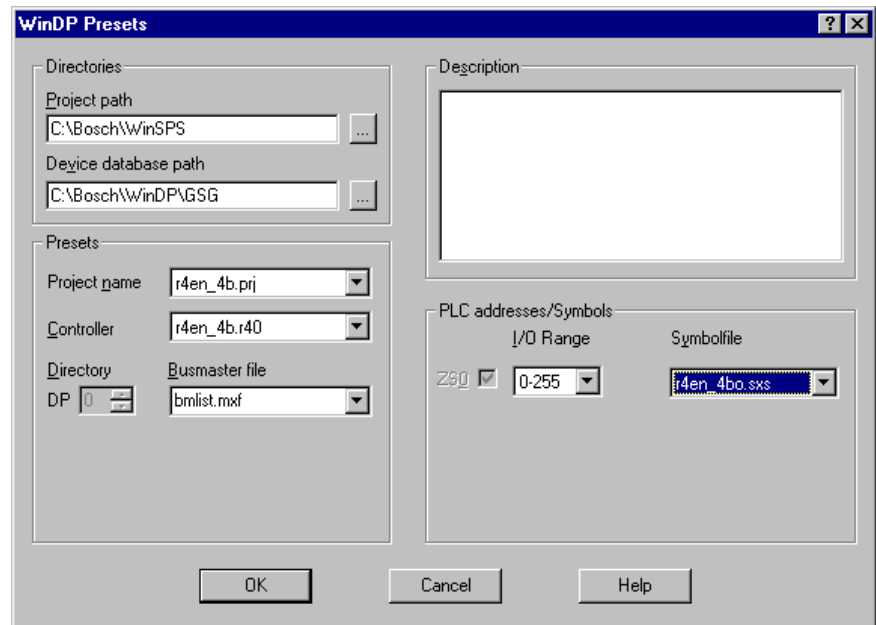 WinDP Presets
Directories
Project path
C:\Bosch\WinSPS
...
Device database path
C:\Bosch\WinDP\GSG
...
Presets
Project name
r4en_4b.prj
Controller
r4en_4b.r40
Directory
Busmaster file
DP
0
bmlist.mxf
Description
PLC addresses/Symbols
I/O Range
Symbolfile
ZS0
0-255
r4en_4bo.sxs
OK
Cancel
Help